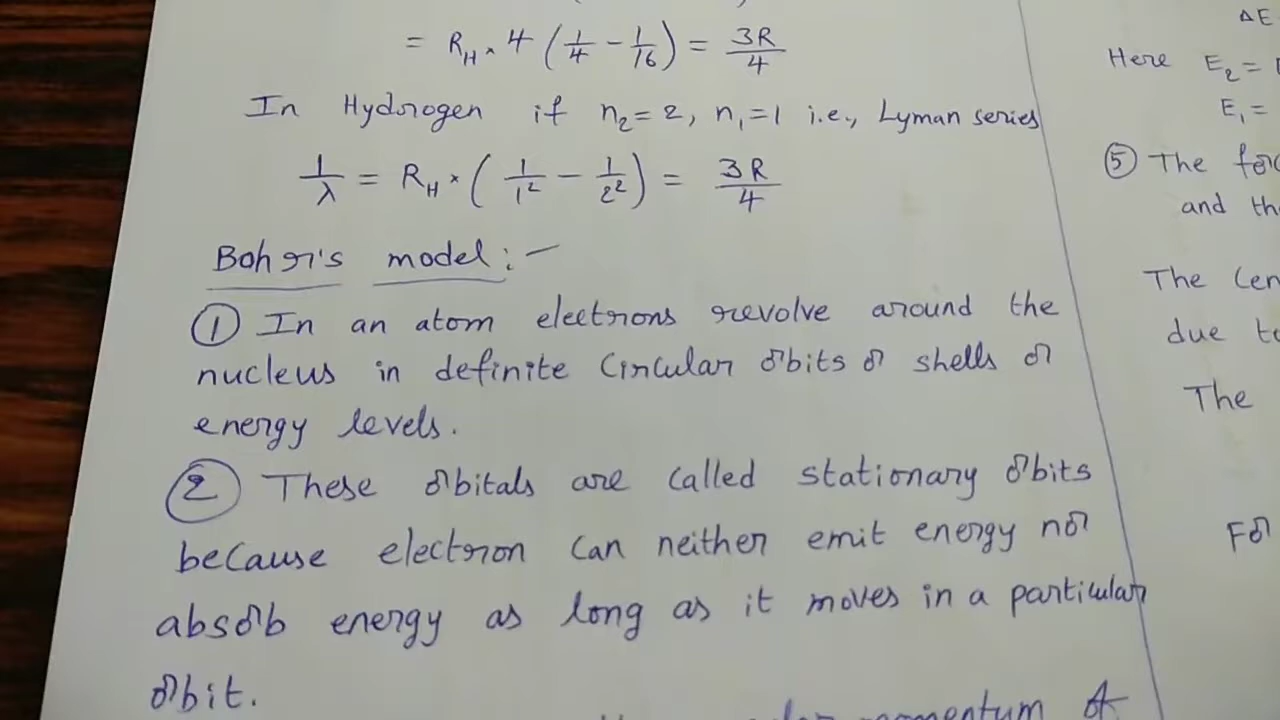 = R_H × 4 (1/4 − 1/16) = 3R/4
In Hydrogen if n₂=2, n₁=1 i.e., Lyman series
1/λ = R_H × (1/1² − 1/2²) = 3R/4
Bohr's model:-
① In an atom electrons revolve around the
nucleus in definite Circular orbits or shells or
energy levels.
② These orbitals are called stationary orbits
because electron can neither emit energy nor
absorb energy as long as it moves in a particular
orbit.
momentum of
ΔE
Here E₂=
E₁=
⑤ The
and
The
due
The